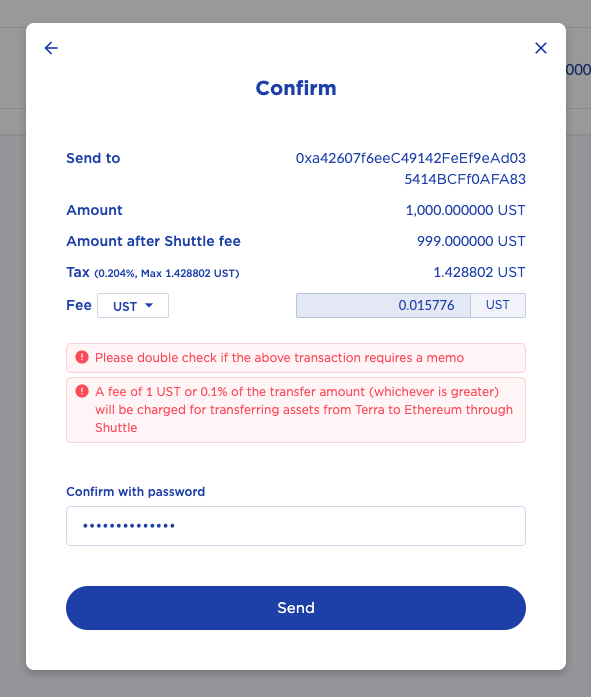 000
Confirm
Send to 0xa42607f6eeC49142FeEf9eAd03
5414BCFf0AFA83
Amount 1,000.000000 UST
Amount after Shuttle fee 999.000000 UST
Tax (0.204%, Max 1.428802 UST) 1.428802 UST
Fee UST 0.015776 UST
Please double check if the above transaction requires a memo
A fee of 1 UST or 0.1% of the transfer amount (whichever is greater)
will be charged for transferring assets from Terra to Ethereum through
Shuttle
Confirm with password
••••••••••••••
Send